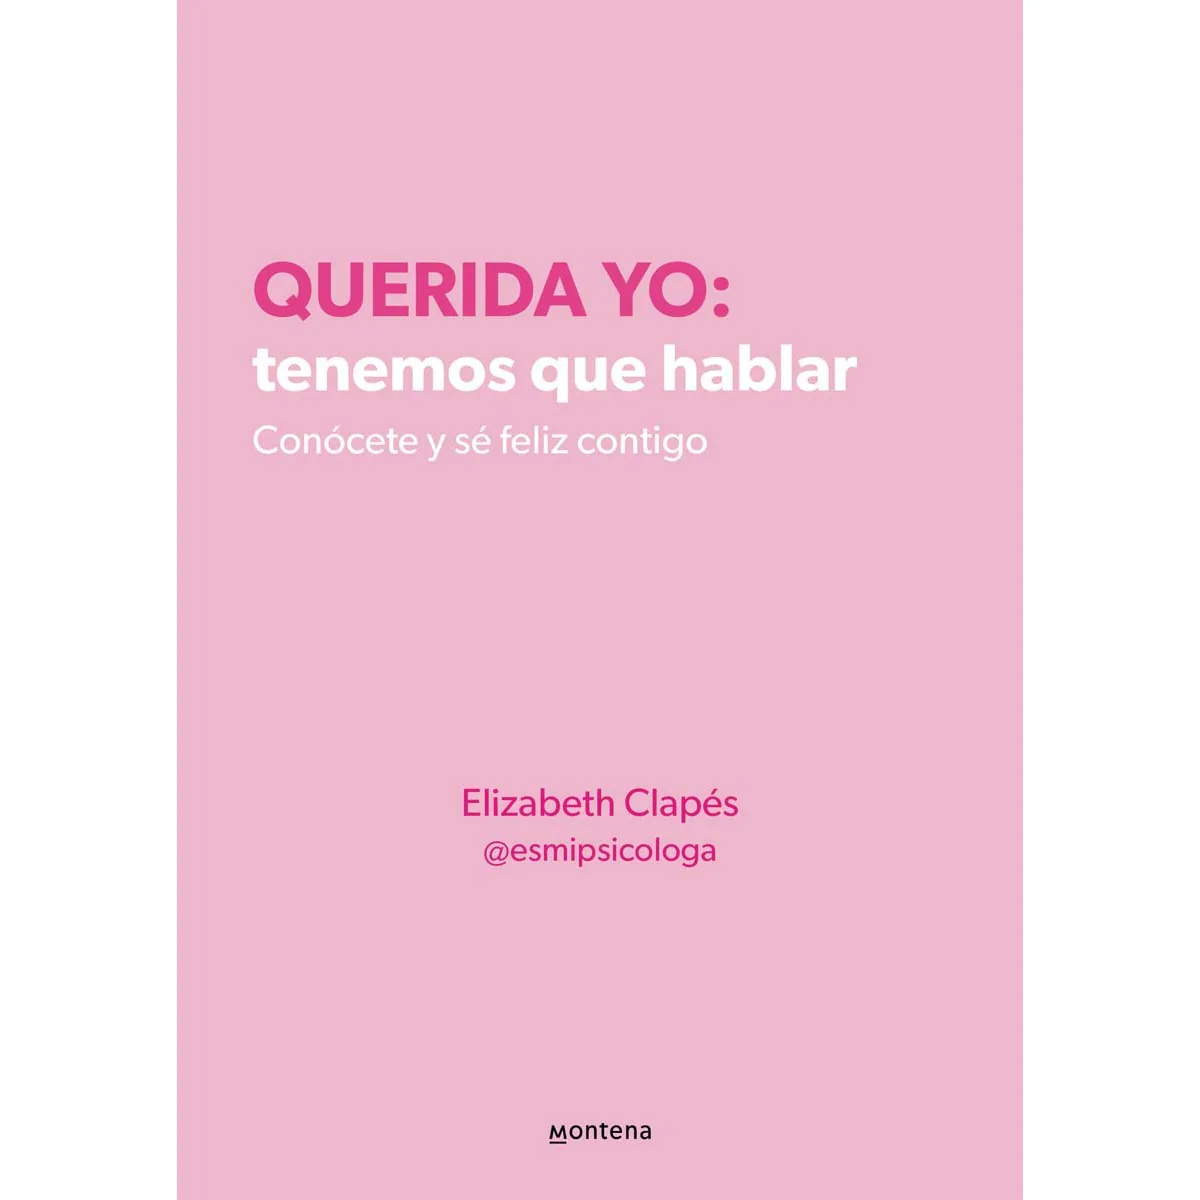 QUERIDA YO:
tenemos que hablar
Conócete y sé feliz contigo
Elizabeth Clapés
@esmipsicologa
Montena